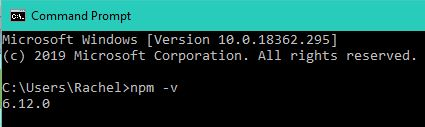 Command Prompt
Microsoft Windows [Version 10.0.18362.295]
(c) 2019 Microsoft Corporation. All rights reserved.
C:\Users\Rachel>npm -v
6.12.0